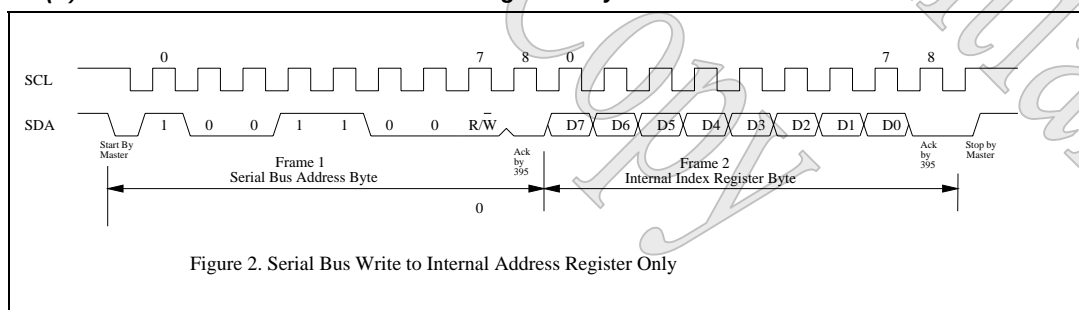 0 7 8 0 7 8
SCL
SDA 1 0 0 1 1 0 0 R/W D7 D6 D5 D4 D3 D2 D1 D0
Start By Master
Ack by 395
Ack by 395
Stop by Master
Frame 1
Serial Bus Address Byte
Frame 2
Internal Index Register Byte
0
Figure 2. Serial Bus Write to Internal Address Register Only
Copy